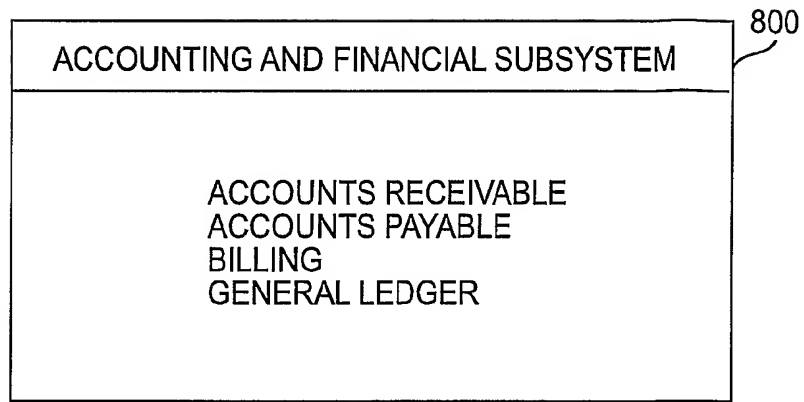 800
ACCOUNTING AND FINANCIAL SUBSYSTEM
ACCOUNTS RECEIVABLE
ACCOUNTS PAYABLE
BILLING
GENERAL LEDGER